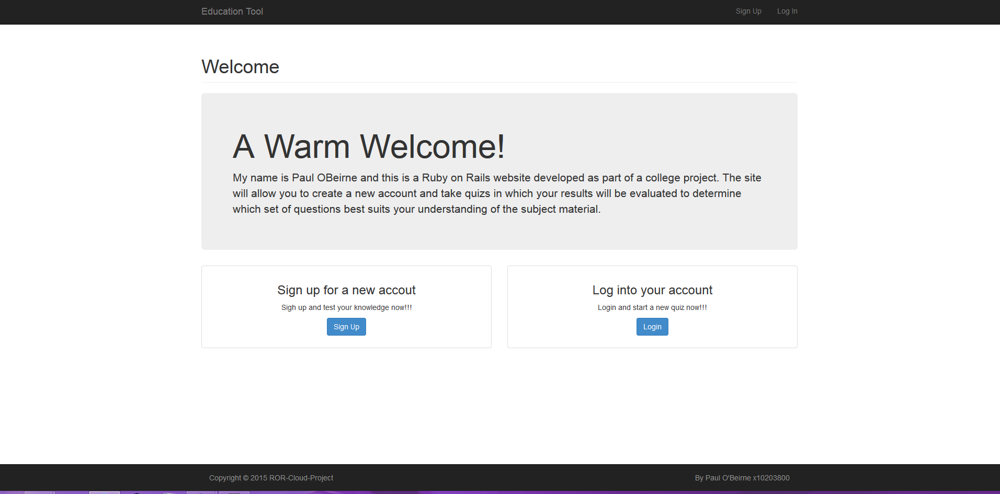 Education Tool
Sign Up
Log In
Welcome
A Warm Welcome!
My name is Paul OBeirne and this is a Ruby on Rails website developed as part of a college project. The site
will allow you to create a new account and take quizs in which your results will be evaluated to determine
which set of questions best suits your understanding of the subject material.
Sign up for a new accout
Sigh up and test your knowledge now!!!
Sign Up
Log into your account
Login and start a new quiz now!!!
Login
Copyright © 2015 ROR-Cloud-Project
By Paul O'Beirne x10203800